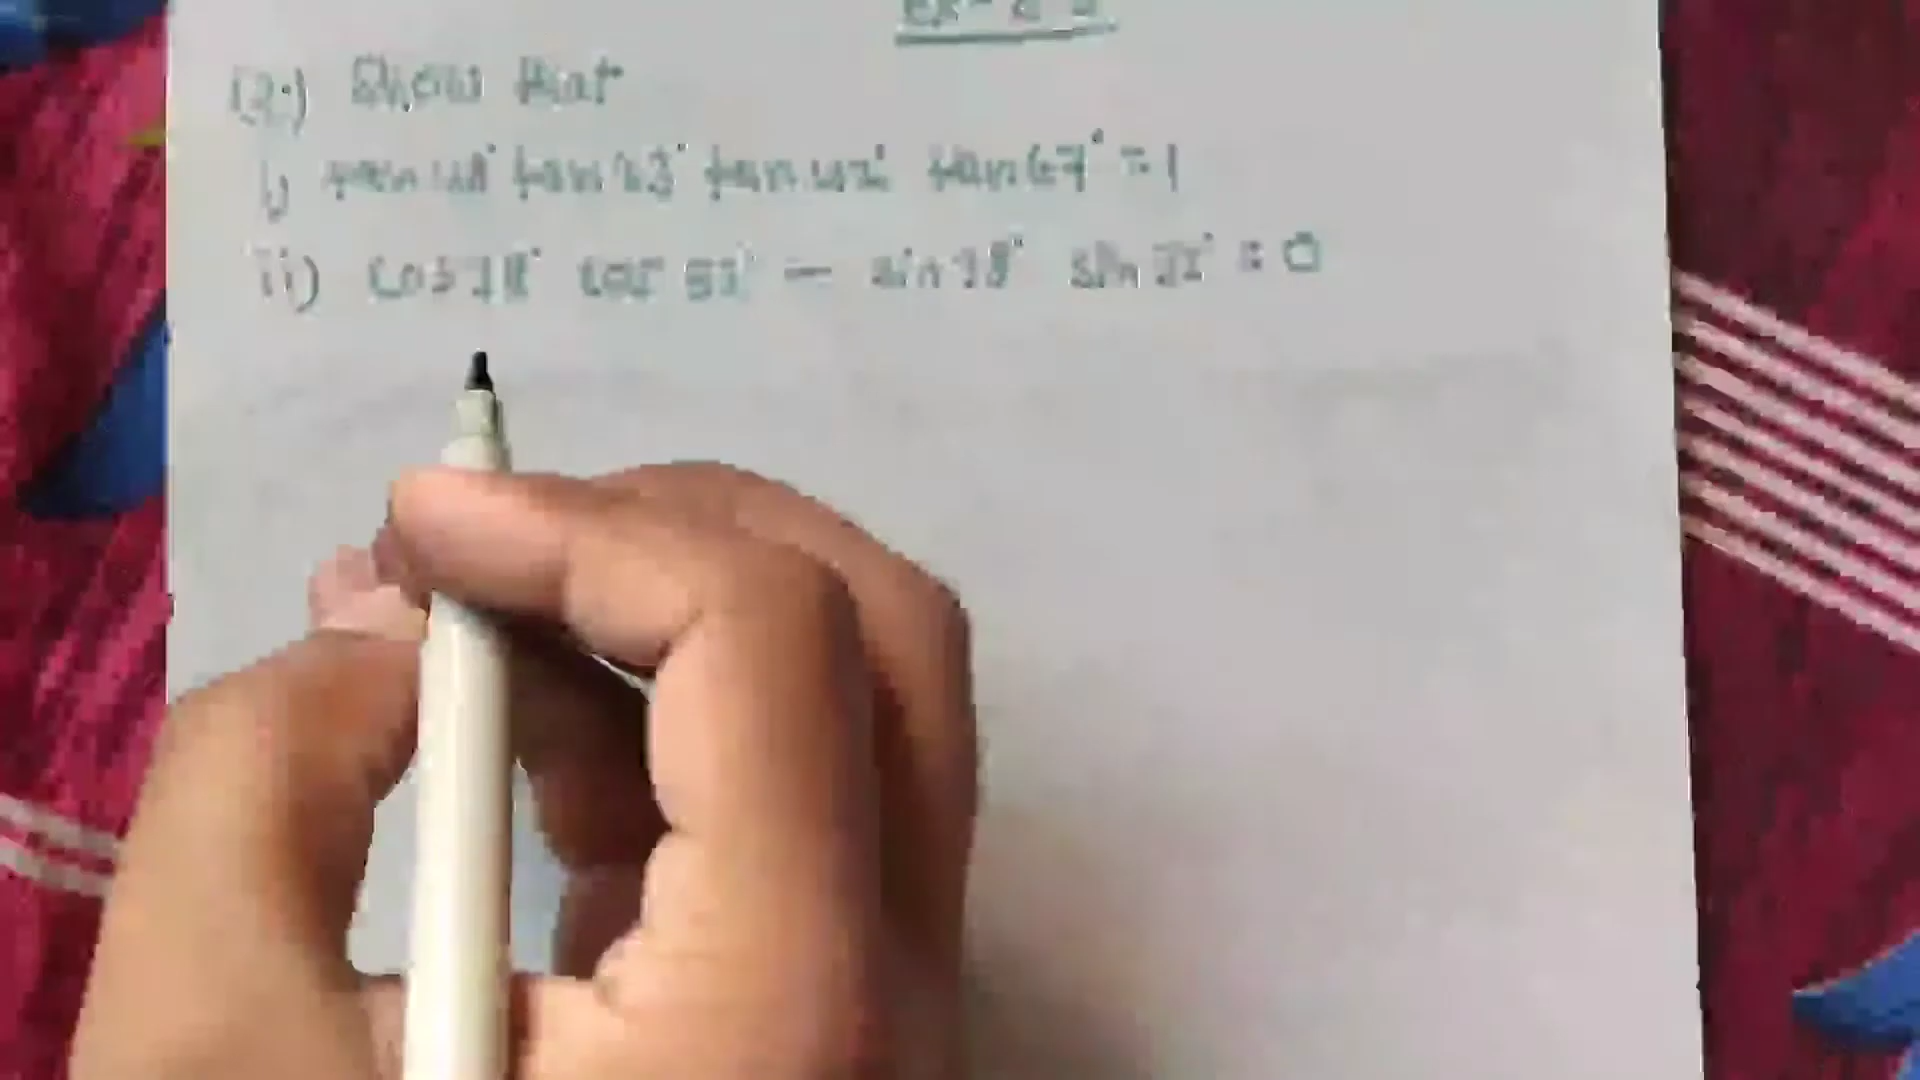 (2.) Show that
i) tan 48° tan 23° tan 42° tan 67° = 1
ii) cos 38° cos 52° - sin 38° sin 52° = 0